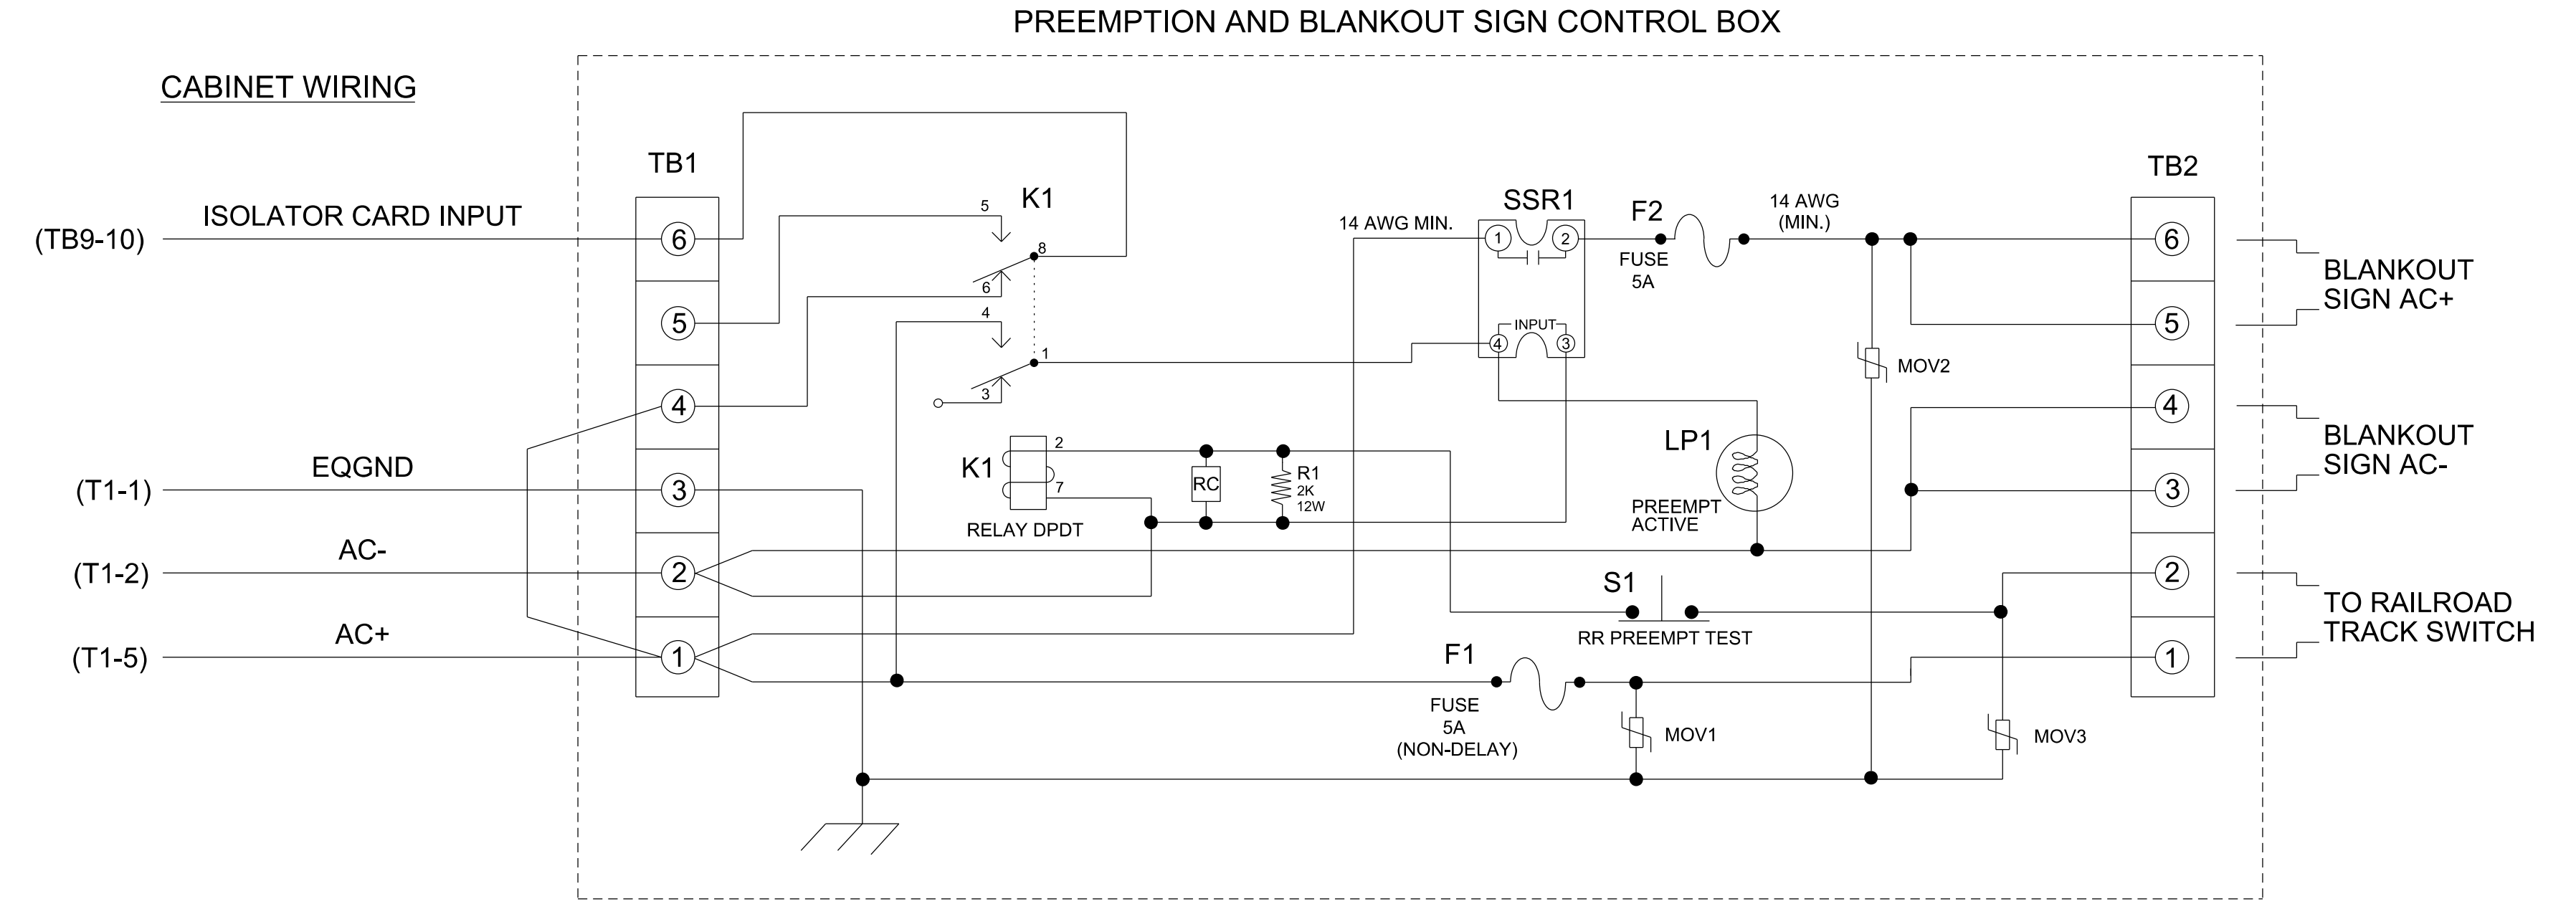 PREEMPTION AND BLANKOUT SIGN CONTROL BOX
CABINET WIRING
TB1
(TB9-10)
ISOLATOR CARD INPUT
6
5
4
EQGND
(T1-1)
3
AC-
(T1-2)
2
AC+
(T1-5)
1
K1
5
8
6
4
1
3
K1
2
7
RELAY DPDT
RC
R1
2K
12W
14 AWG MIN.
SSR1
1
2
INPUT
4
3
F2
FUSE
5A
14 AWG
(MIN.)
MOV2
LP1
PREEMPT
ACTIVE
S1
RR PREEMPT TEST
F1
FUSE
5A
(NON-DELAY)
MOV1
MOV3
TB2
6
5
4
3
2
1
BLANKOUT
SIGN AC+
BLANKOUT
SIGN AC-
TO RAILROAD
TRACK SWITCH